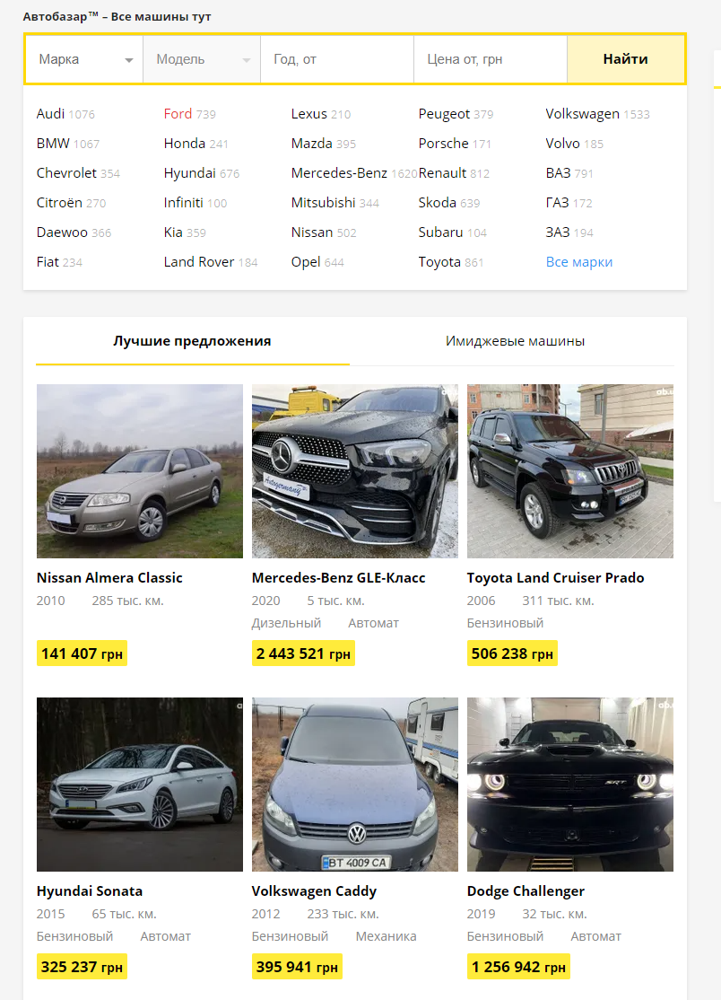 Автобазар™ – Все машины тут
Марка Модель Год, от Цена от, грн Найти
Audi 1076 Ford 739 Lexus 210 Peugeot 379 Volkswagen 1533
BMW 1067 Honda 241 Mazda 395 Porsche 171 Volvo 185
Chevrolet 354 Hyundai 676 Mercedes-Benz 1620 Renault 812 ВАЗ 791
Citroën 270 Infiniti 100 Mitsubishi 344 Skoda 639 ГАЗ 172
Daewoo 366 Kia 359 Nissan 502 Subaru 104 ЗАЗ 194
Fiat 234 Land Rover 184 Opel 644 Toyota 861 Все марки
Лучшие предложения Имиджевые машины
Autogermany
Nissan Almera Classic Mercedes-Benz GLE-Класс Toyota Land Cruiser Prado
2010 285 тыс. км. 2020 5 тыс. км. 2006 311 тыс. км.
Дизельный Автомат Бензиновый
141 407 грн 2 443 521 грн 506 238 грн
SRT
BT 4009 CA
Hyundai Sonata Volkswagen Caddy Dodge Challenger
2015 65 тыс. км. 2012 233 тыс. км. 2019 32 тыс. км.
Бензиновый Автомат Бензиновый Механика Бензиновый Автомат
325 237 грн 395 941 грн 1 256 942 грн